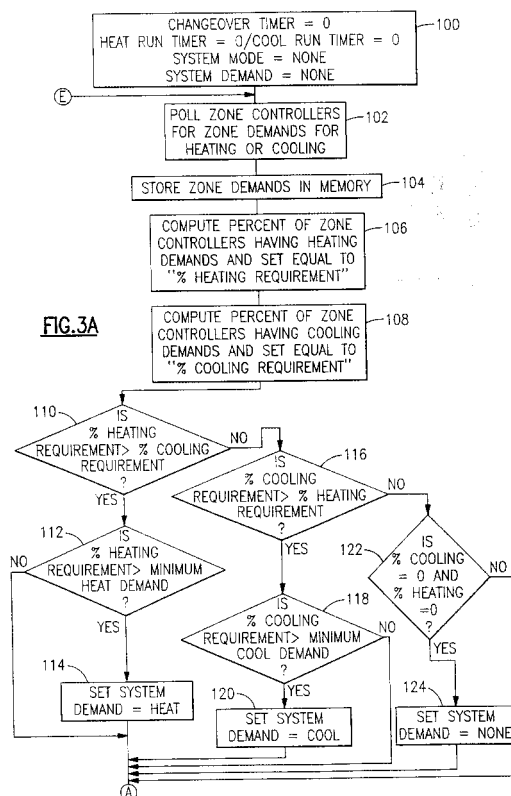 CHANGEOVER TIMER = 0
HEAT RUN TIMER = 0/COOL RUN TIMER = 0
SYSTEM MODE = NONE
SYSTEM DEMAND = NONE
100
E
POLL ZONE CONTROLLERS
FOR ZONE DEMANDS FOR
HEATING OR COOLING
102
STORE ZONE DEMANDS IN MEMORY
104
COMPUTE PERCENT OF ZONE
CONTROLLERS HAVING HEATING
DEMANDS AND SET EQUAL TO
"% HEATING REQUIREMENT"
106
FIG.3A
COMPUTE PERCENT OF ZONE
CONTROLLERS HAVING COOLING
DEMANDS AND SET EQUAL TO
"% COOLING REQUIREMENT"
108
110
IS
% HEATING
REQUIREMENT> % COOLING
REQUIREMENT
?
NO
YES
116
IS
% COOLING
REQUIREMENT> % HEATING
REQUIREMENT
?
NO
YES
112
IS
% HEATING
REQUIREMENT> MINIMUM
HEAT DEMAND
?
NO
YES
122
IS
% COOLING
= 0 AND
% HEATING
=0
?
NO
YES
118
IS
% COOLING
REQUIREMENT> MINIMUM
COOL DEMAND
?
NO
YES
114
SET SYSTEM
DEMAND = HEAT
120
SET SYSTEM
DEMAND = COOL
124
SET SYSTEM
DEMAND = NONE
A